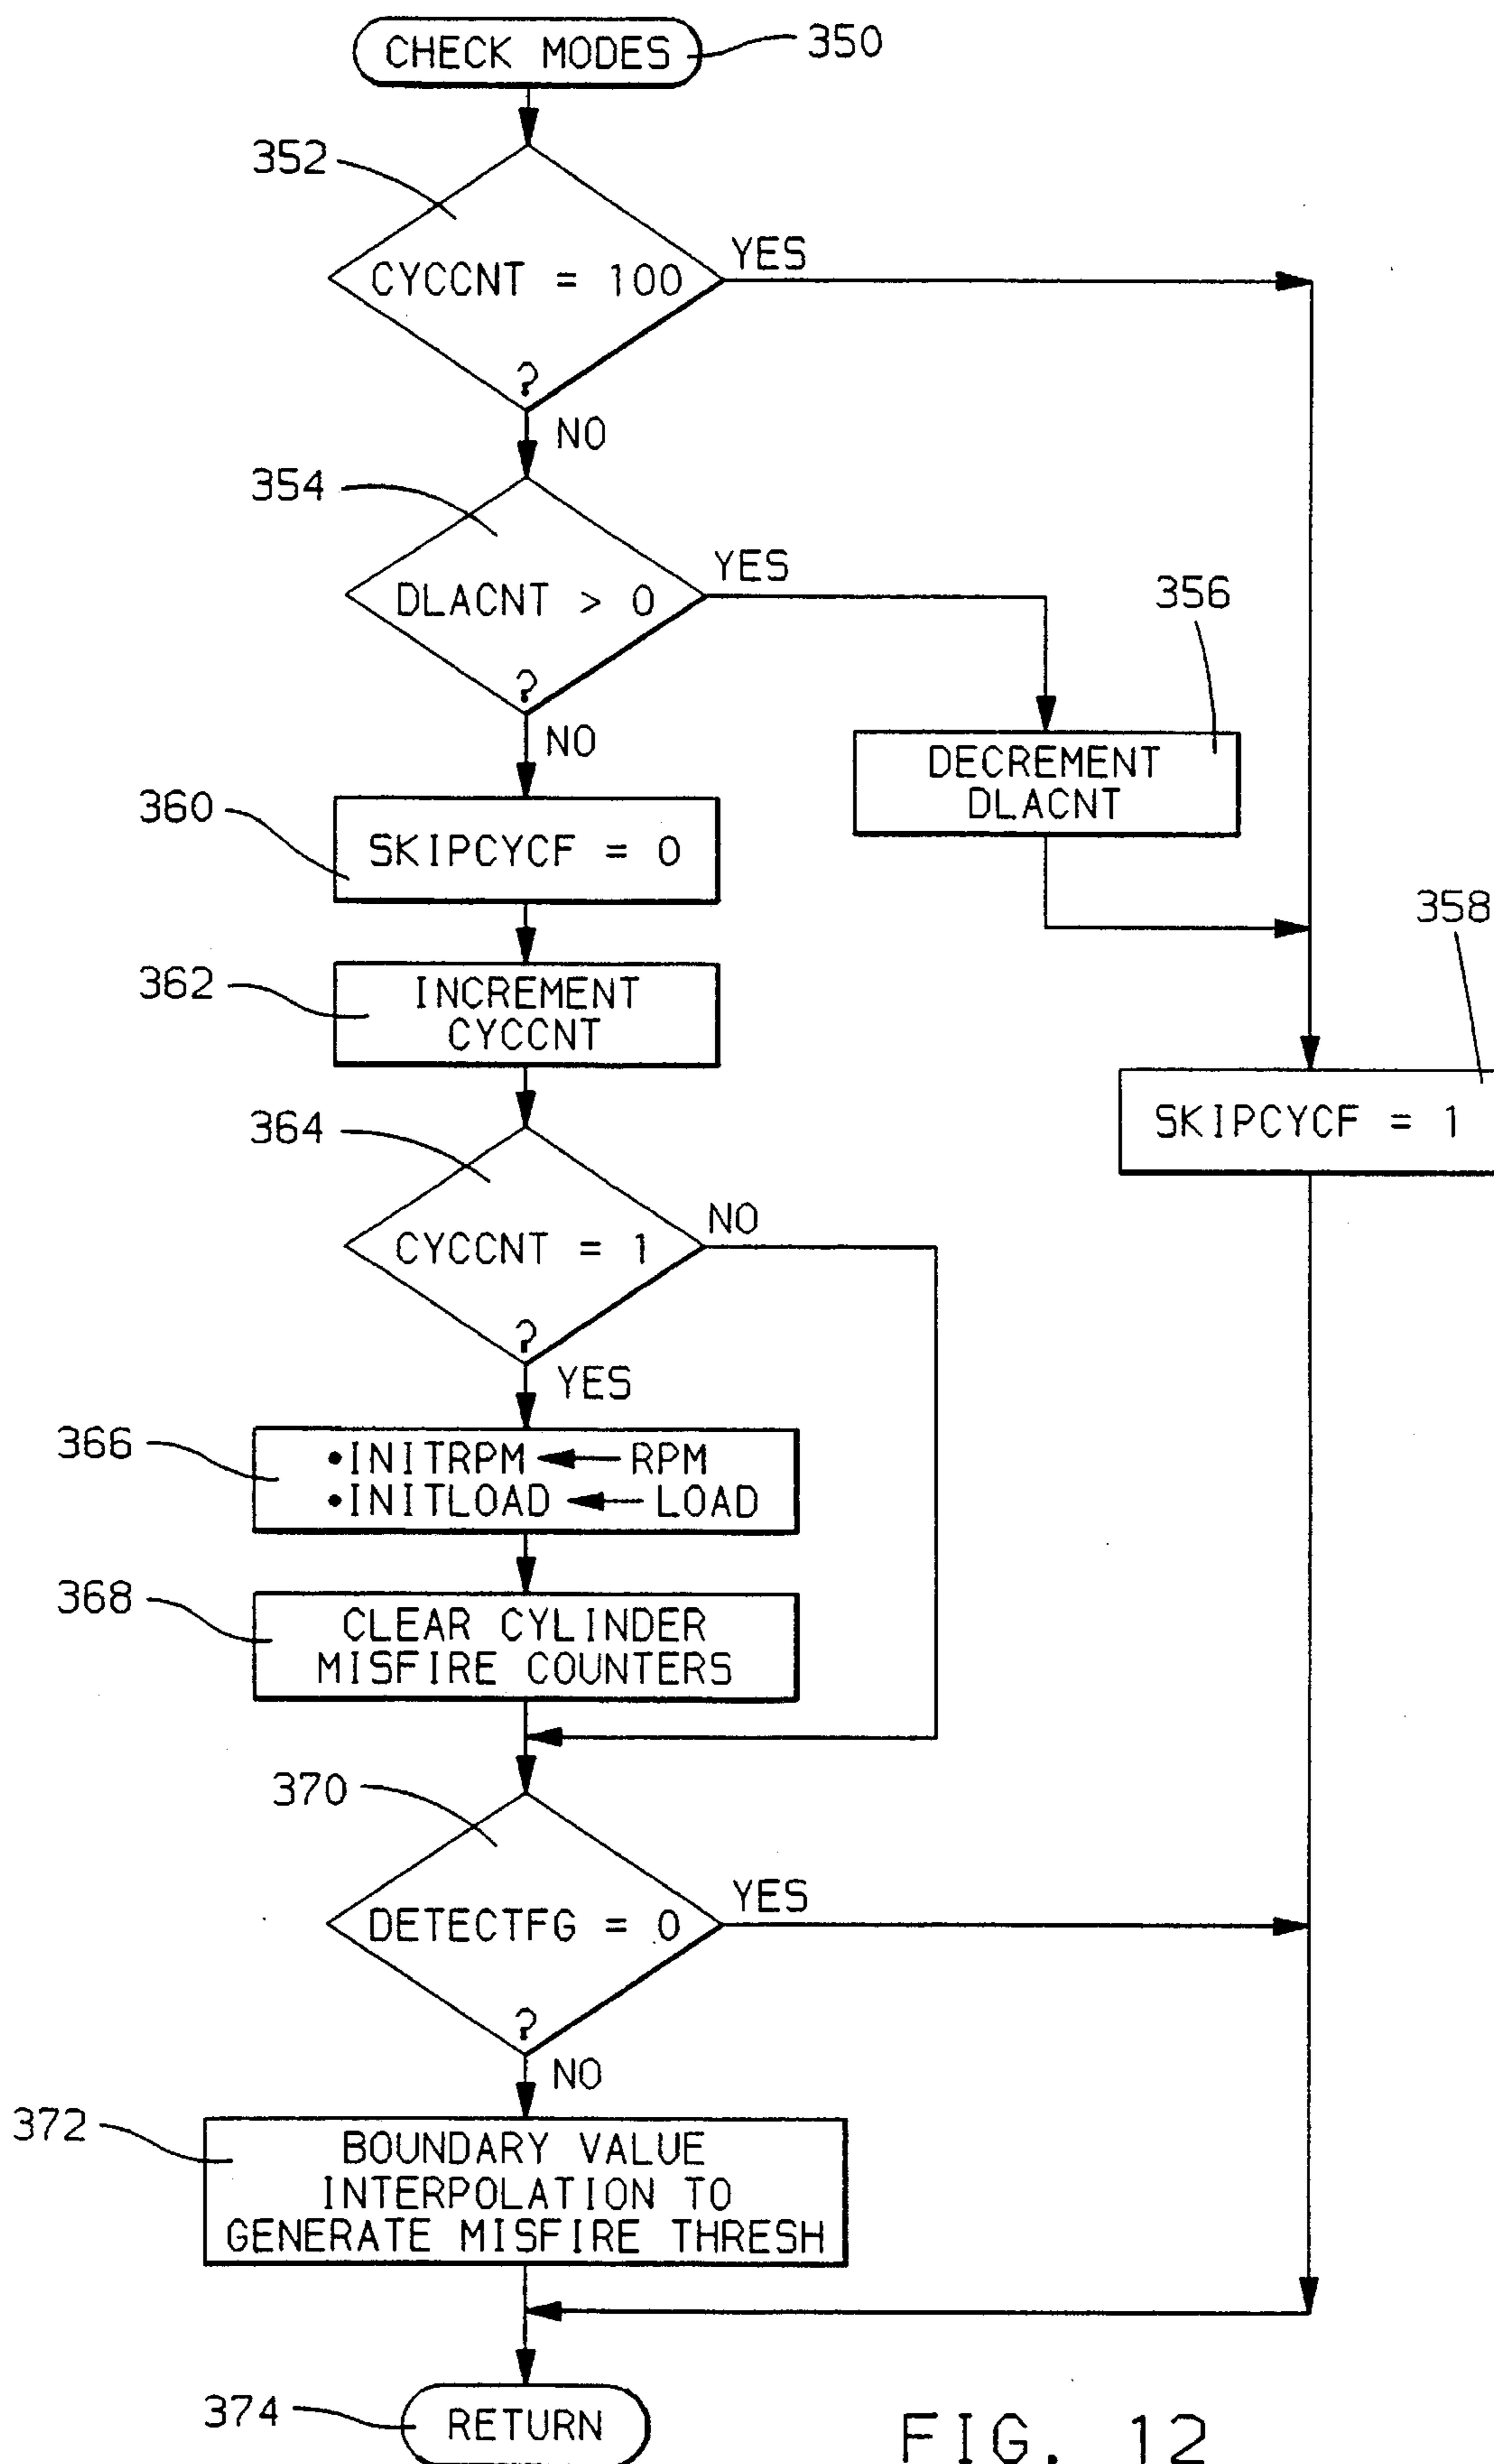 CHECK MODES
350
352
CYCCNT = 100
?
YES
NO
354
DLACNT > 0
?
YES
NO
356
DECREMENT
DLACNT
360
SKIPCYCF = 0
358
362
INCREMENT
CYCCNT
SKIPCYCF = 1
364
CYCCNT = 1
?
NO
YES
366
•INITRPM ← RPM
•INITLOAD ← LOAD
368
CLEAR CYLINDER
MISFIRE COUNTERS
370
DETECTFG = 0
?
YES
NO
372
BOUNDARY VALUE
INTERPOLATION TO
GENERATE MISFIRE THRESH
374
RETURN
FIG. 12